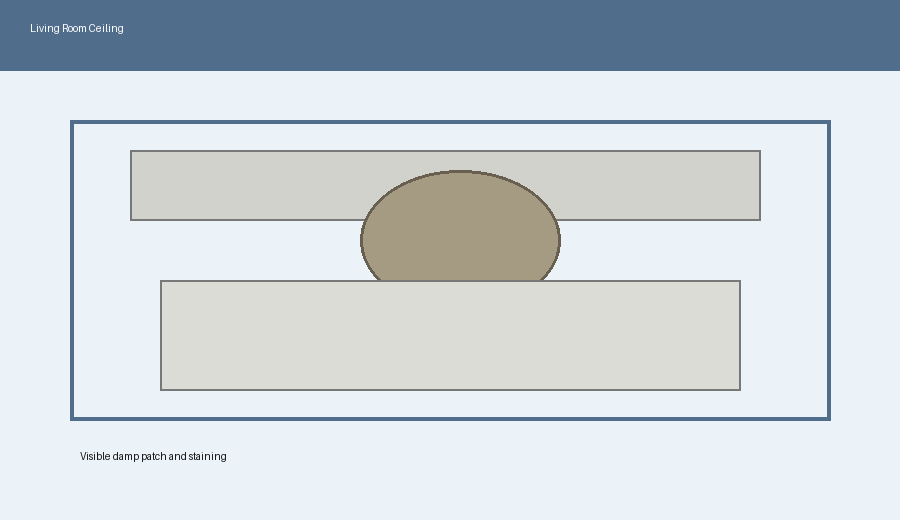 Living Room Ceiling
Visible damp patch and staining